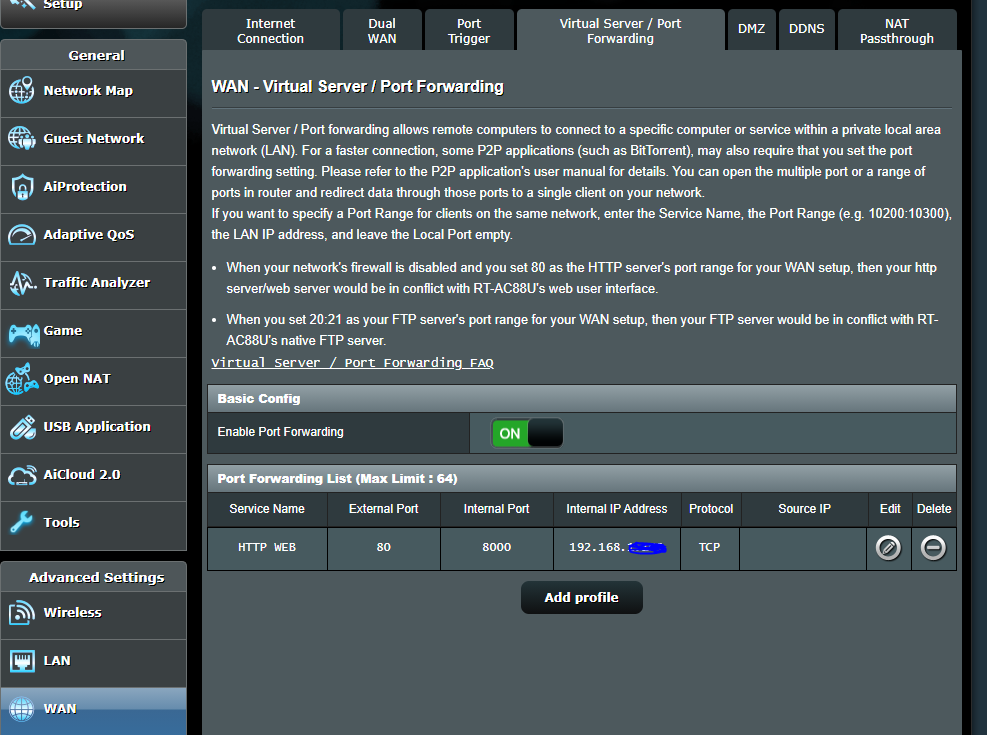 Setup
General
Network Map
Guest Network
AiProtection
Adaptive QoS
Traffic Analyzer
Game
Open NAT
USB Application
AiCloud 2.0
Tools
Advanced Settings
Wireless
LAN
WAN
Internet
Connection
Dual
WAN
Port
Trigger
Virtual Server / Port
Forwarding
DMZ
DDNS
NAT
Passthrough
WAN - Virtual Server / Port Forwarding
Virtual Server / Port forwarding allows remote computers to connect to a specific computer or service within a private local area
network (LAN). For a faster connection, some P2P applications (such as BitTorrent), may also require that you set the port
forwarding setting. Please refer to the P2P application's user manual for details. You can open the multiple port or a range of
ports in router and redirect data through those ports to a single client on your network.
If you want to specify a Port Range for clients on the same network, enter the Service Name, the Port Range (e.g. 10200:10300),
the LAN IP address, and leave the Local Port empty.
• When your network's firewall is disabled and you set 80 as the HTTP server's port range for your WAN setup, then your http
server/web server would be in conflict with RT-AC88U's web user interface.
• When you set 20:21 as your FTP server's port range for your WAN setup, then your FTP server would be in conflict with RT-
AC88U's native FTP server.
Virtual Server / Port Forwarding FAQ
Basic Config
Enable Port Forwarding ON
Port Forwarding List (Max Limit : 64)
Service Name External Port Internal Port Internal IP Address Protocol Source IP Edit Delete
HTTP WEB 80 8000 192.168. TCP
Add profile